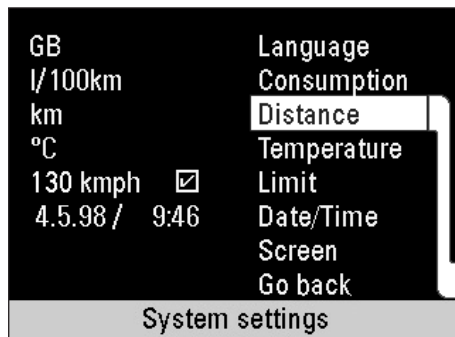 GB Language
l/100km Consumption
km Distance
°C Temperature
130 kmph ☑ Limit
4.5.98 / 9:46 Date/Time
Screen
Go back
System settings